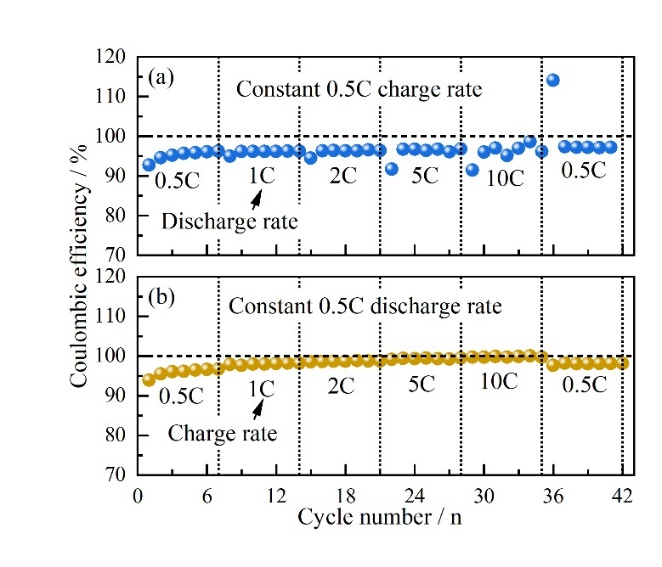 120
(a)
Constant 0.5C charge rate
110
100
90
0.5C
1C
2C
5C
10C
0.5C
80
Discharge rate
70
Coulombic efficiency / %
120
(b)
Constant 0.5C discharge rate
110
100
90
0.5C
1C
2C
5C
10C
0.5C
80
Charge rate
70
0 6 12 18 24 30 36 42
Cycle number / n